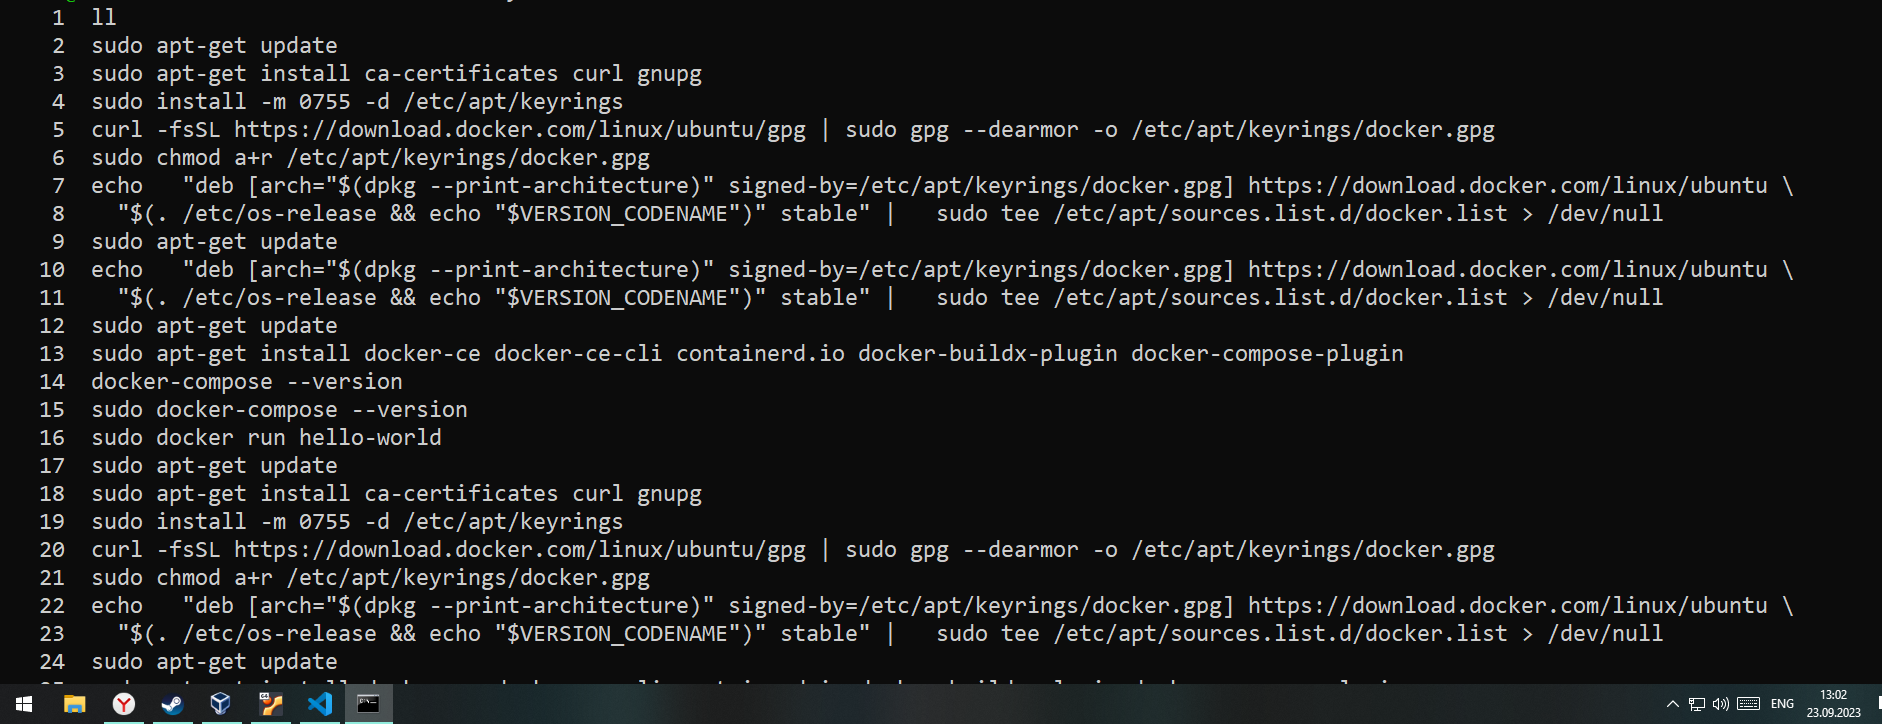 1 ll
2 sudo apt-get update
3 sudo apt-get install ca-certificates curl gnupg
4 sudo install -m 0755 -d /etc/apt/keyrings
5 curl -fsSL https://download.docker.com/linux/ubuntu/gpg | sudo gpg --dearmor -o /etc/apt/keyrings/docker.gpg
6 sudo chmod a+r /etc/apt/keyrings/docker.gpg
7 echo   "deb [arch="$(dpkg --print-architecture)" signed-by=/etc/apt/keyrings/docker.gpg] https://download.docker.com/linux/ubuntu \
8   "$(. /etc/os-release && echo "$VERSION_CODENAME")" stable" |   sudo tee /etc/apt/sources.list.d/docker.list > /dev/null
9 sudo apt-get update
10 echo   "deb [arch="$(dpkg --print-architecture)" signed-by=/etc/apt/keyrings/docker.gpg] https://download.docker.com/linux/ubuntu \
11   "$(. /etc/os-release && echo "$VERSION_CODENAME")" stable" |   sudo tee /etc/apt/sources.list.d/docker.list > /dev/null
12 sudo apt-get update
13 sudo apt-get install docker-ce docker-ce-cli containerd.io docker-buildx-plugin docker-compose-plugin
14 docker-compose --version
15 sudo docker-compose --version
16 sudo docker run hello-world
17 sudo apt-get update
18 sudo apt-get install ca-certificates curl gnupg
19 sudo install -m 0755 -d /etc/apt/keyrings
20 curl -fsSL https://download.docker.com/linux/ubuntu/gpg | sudo gpg --dearmor -o /etc/apt/keyrings/docker.gpg
21 sudo chmod a+r /etc/apt/keyrings/docker.gpg
22 echo   "deb [arch="$(dpkg --print-architecture)" signed-by=/etc/apt/keyrings/docker.gpg] https://download.docker.com/linux/ubuntu \
23   "$(. /etc/os-release && echo "$VERSION_CODENAME")" stable" |   sudo tee /etc/apt/sources.list.d/docker.list > /dev/null
24 sudo apt-get update
ENG
13:02
23.09.2023